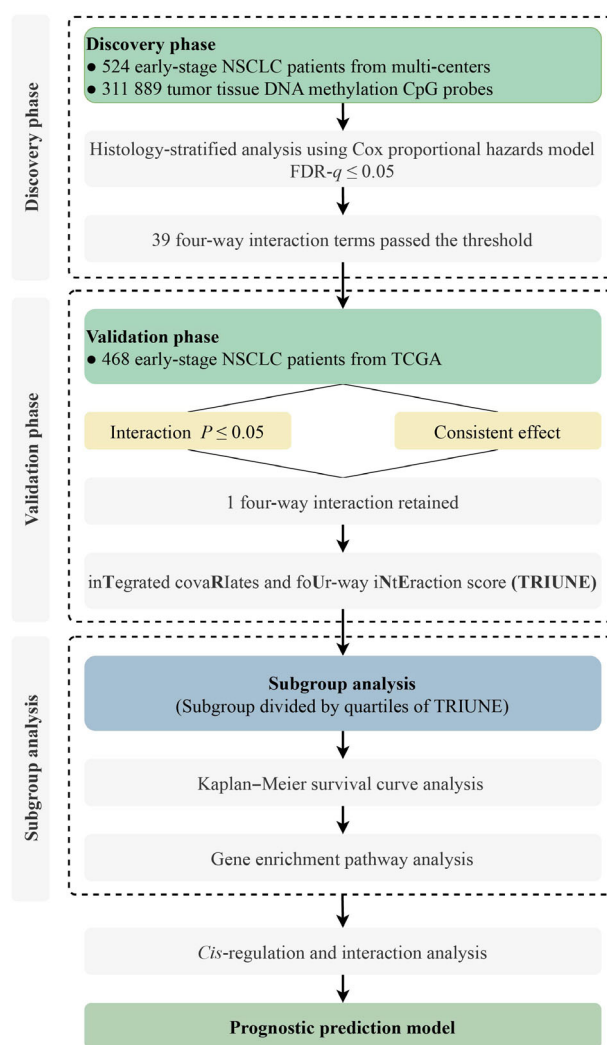 Discovery phase
Discovery phase
● 524 early-stage NSCLC patients from multi-centers
● 311 889 tumor tissue DNA methylation CpG probes
Histology-stratified analysis using Cox proportional hazards model
FDR-q ≤ 0.05
39 four-way interaction terms passed the threshold
Validation phase
Validation phase
● 468 early-stage NSCLC patients from TCGA
Interaction P ≤ 0.05
Consistent effect
1 four-way interaction retained
inTegrated covaRIates and foUr-way iNtEraction score (TRIUNE)
Subgroup analysis
Subgroup analysis
(Subgroup divided by quartiles of TRIUNE)
Kaplan–Meier survival curve analysis
Gene enrichment pathway analysis
Cis-regulation and interaction analysis
Prognostic prediction model